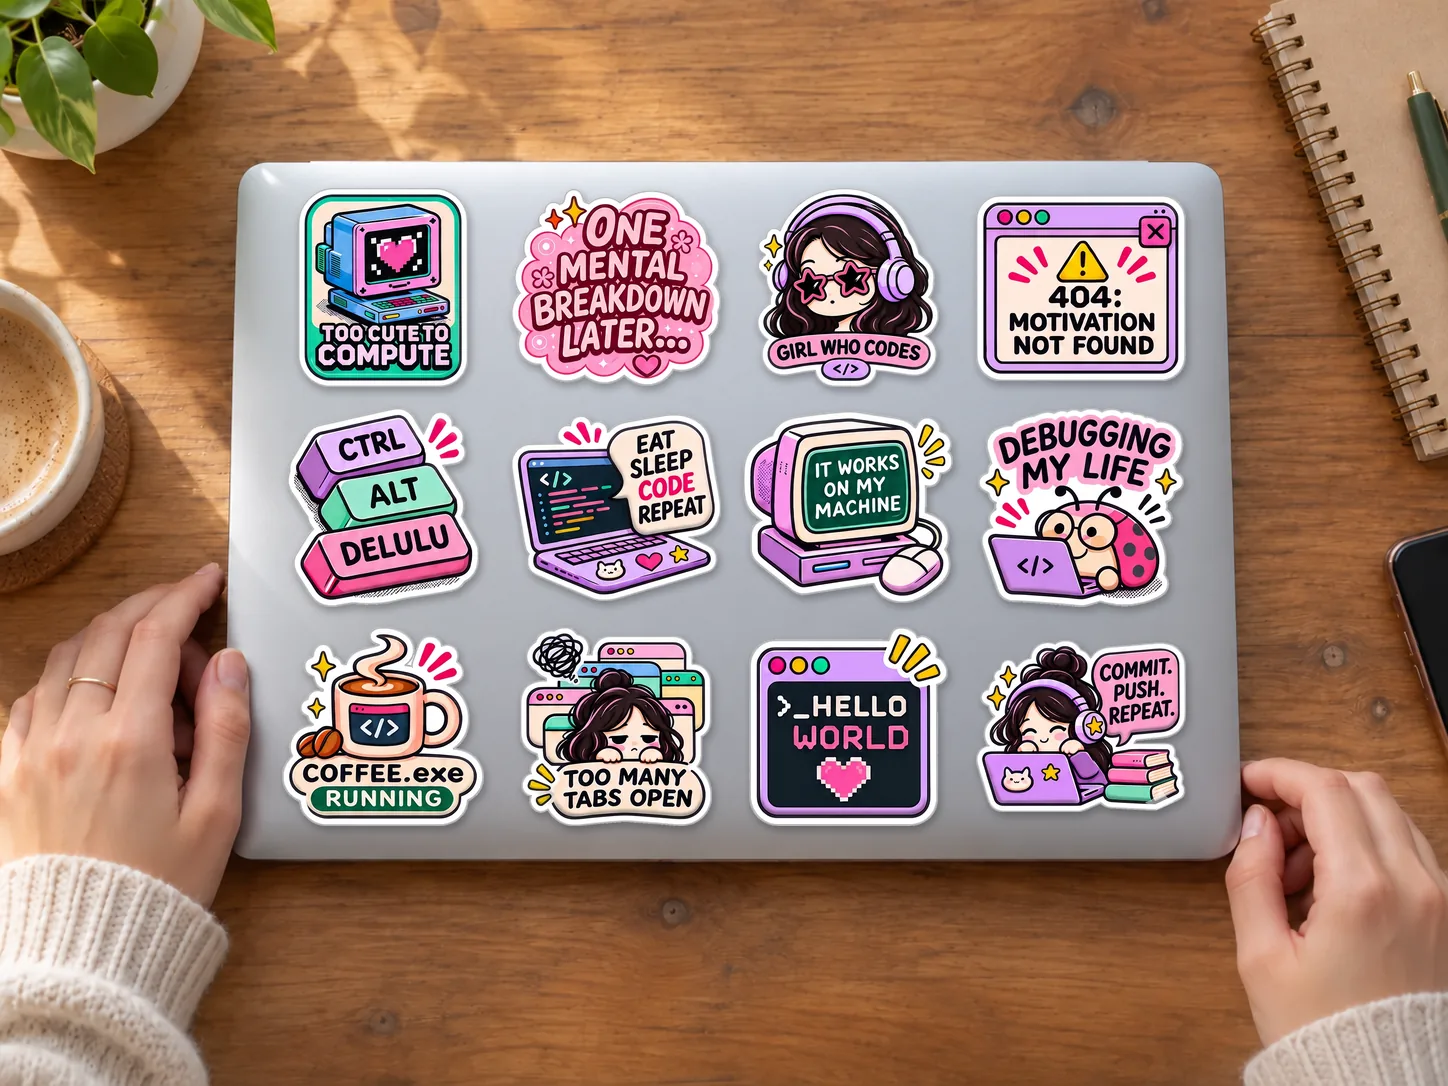 TOO CUTE TO
COMPUTE
ONE
MENTAL
BREAKDOWN
LATER...
GIRL WHO CODES
</>
404:
MOTIVATION
NOT FOUND
CTRL
ALT
DELULU
</>
EAT
SLEEP
CODE
REPEAT
IT WORKS
ON MY
MACHINE
DEBUGGING
MY LIFE
</>
</>
COFFEE.exe
RUNNING
TOO MANY
TABS OPEN
>_HELLO
WORLD
COMMIT.
PUSH.
REPEAT.